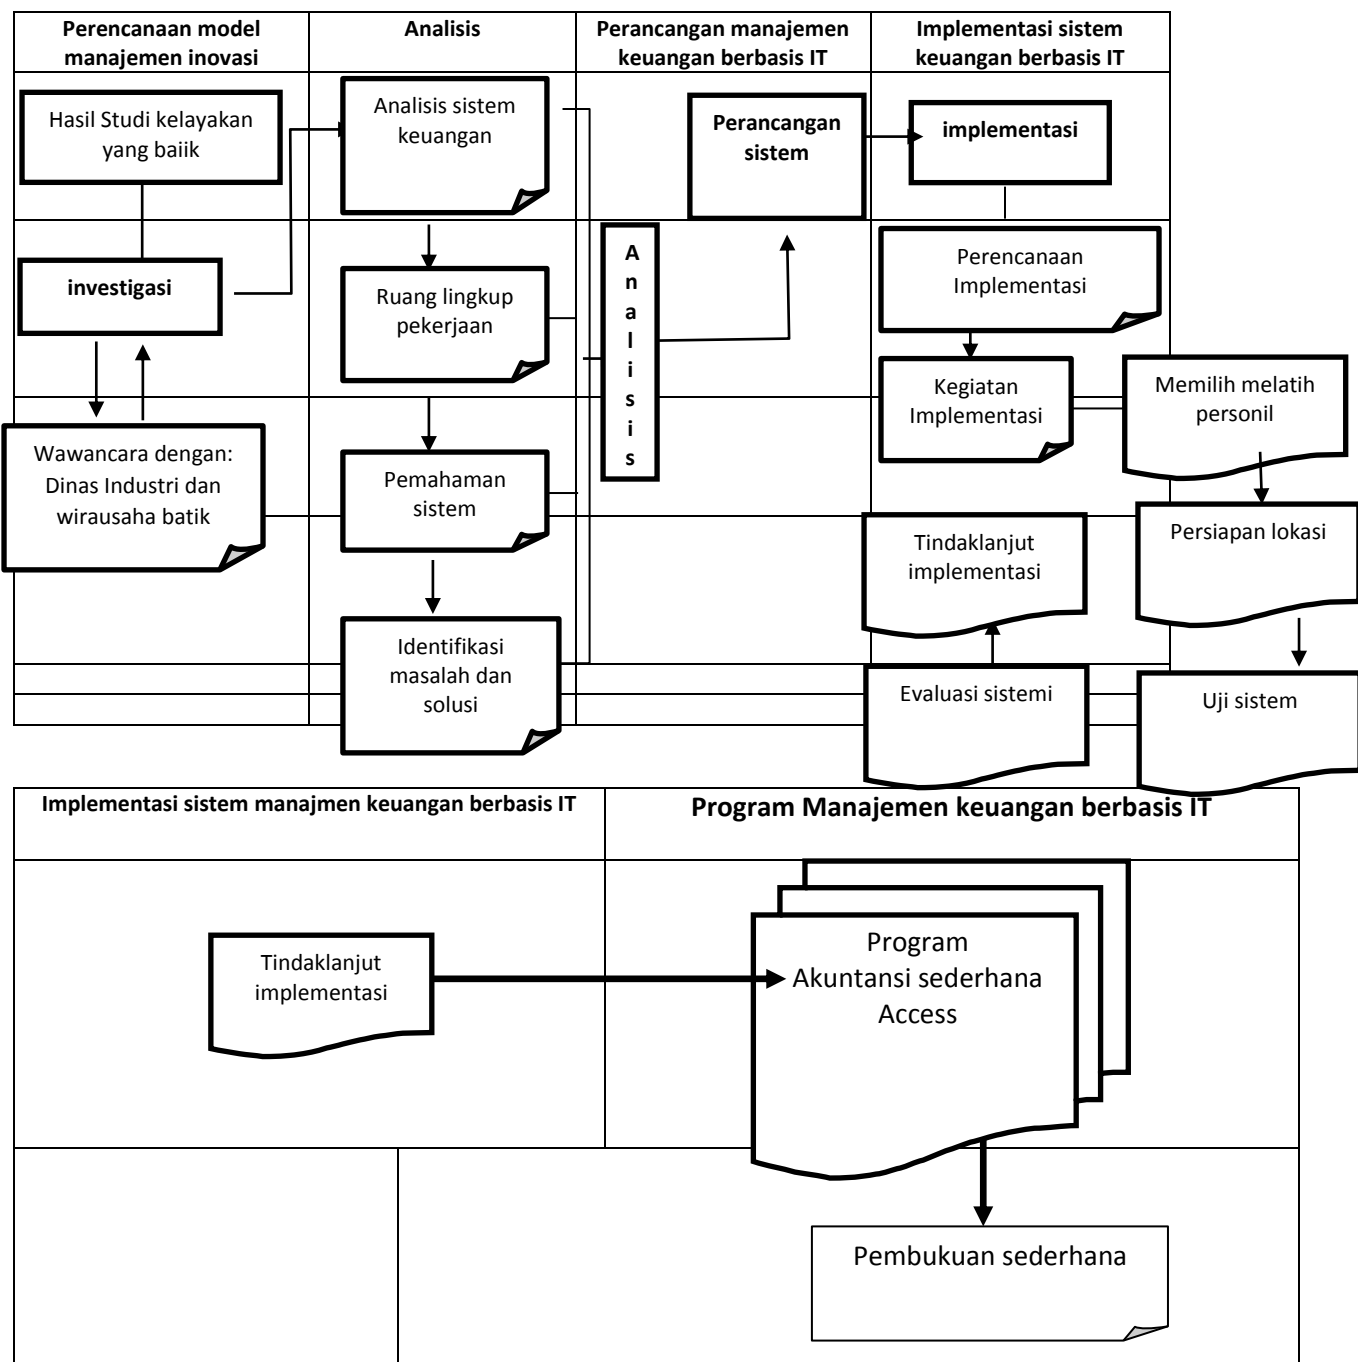 Perencanaan model
manajemen inovasi
Analisis
Perancangan manajemen
keuangan berbasis IT
Implementasi sistem
keuangan berbasis IT
Hasil Studi kelayakan
yang baiik
investigasi
Wawancara dengan:
Dinas Industri dan
wirausaha batik
Analisis sistem
keuangan
Ruang lingkup
pekerjaan
Pemahaman
sistem
Identifikasi
masalah dan
solusi
A
n
a
l
i
s
i
s
Perancangan
sistem
implementasi
Perencanaan
Implementasi
Kegiatan
Implementasi
Memilih melatih
personil
Persiapan lokasi
Uji sistem
Evaluasi sistemi
Tindaklanjut
implementasi
Implementasi sistem manajmen keuangan berbasis IT
Program Manajemen keuangan berbasis IT
Tindaklanjut
implementasi
Program
Akuntansi sederhana
Access
Pembukuan sederhana